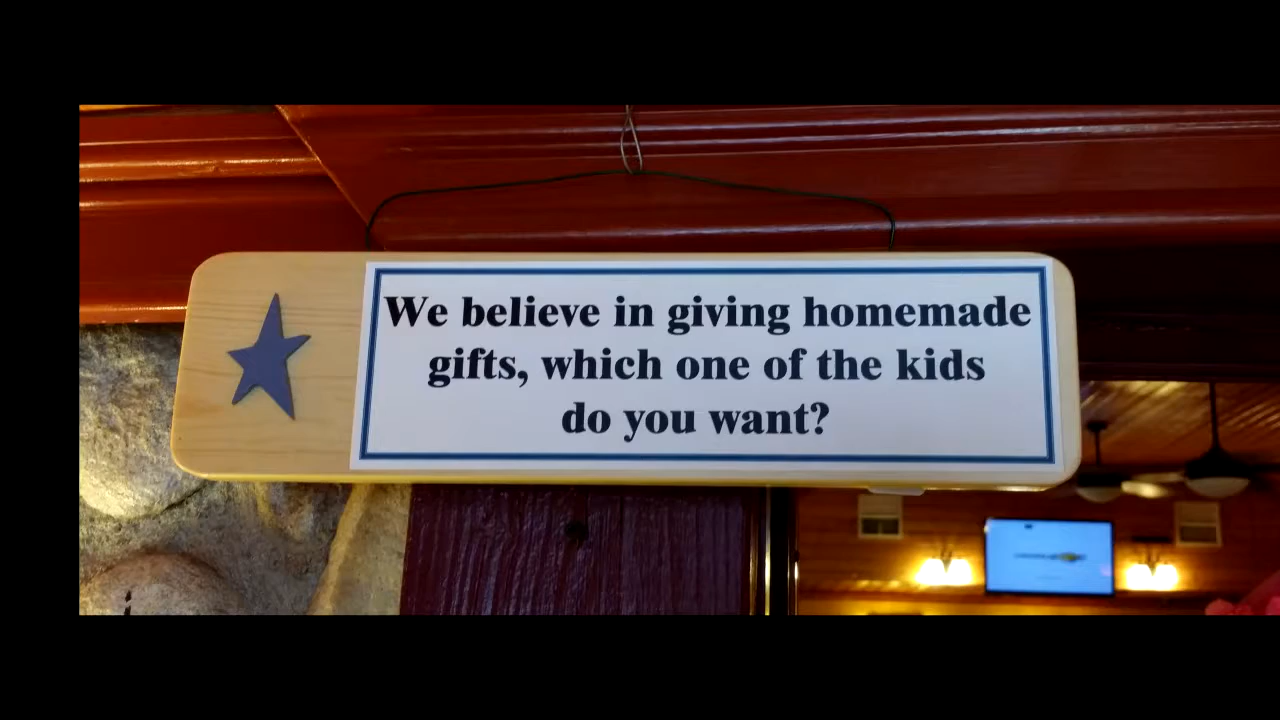 We believe in giving homemade
gifts, which one of the kids
do you want?